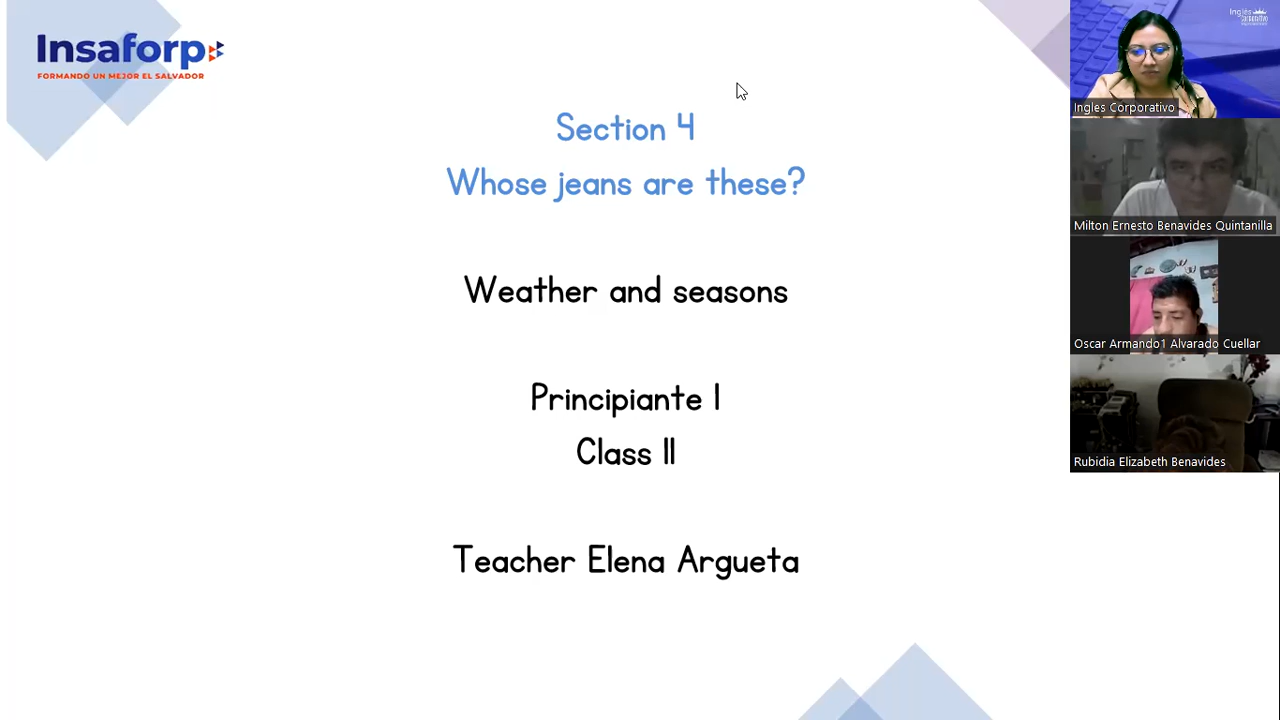 Insaforp
FORMANDO UN MEJOR EL SALVADOR
Section 4
Whose jeans are these?
Weather and seasons
Principiante I
Class II
Teacher Elena Argueta
Inglés
Ingles Corporativo
Milton Ernesto Benavides Quintanilla
Oscar Armando1 Alvarado Cuellar
Rubidia Elizabeth Benavides